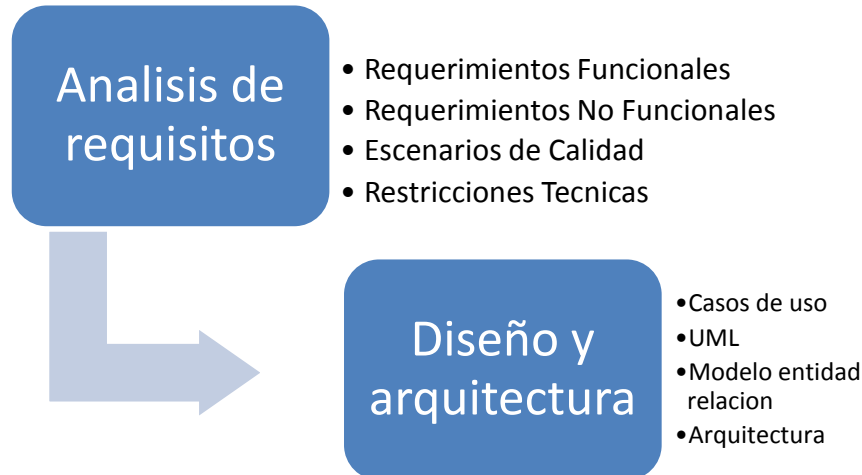 Analisis de
requisitos
• Requerimientos Funcionales
• Requerimientos No Funcionales
• Escenarios de Calidad
• Restricciones Tecnicas
Diseño y
arquitectura
•Casos de uso
•UML
•Modelo entidad
relacion
•Arquitectura